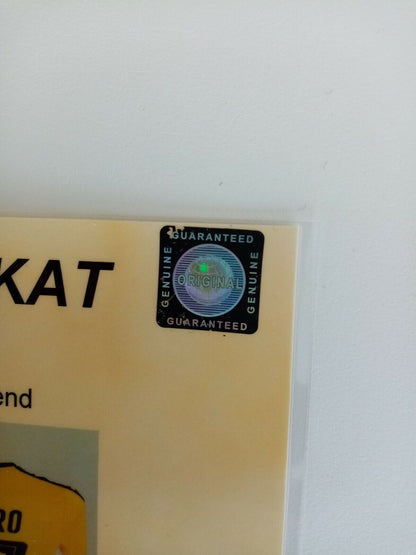 KAT
GUARANTEED
GENUINE
ORIGINAL
GENUINE
GUARANTEED
end
RO